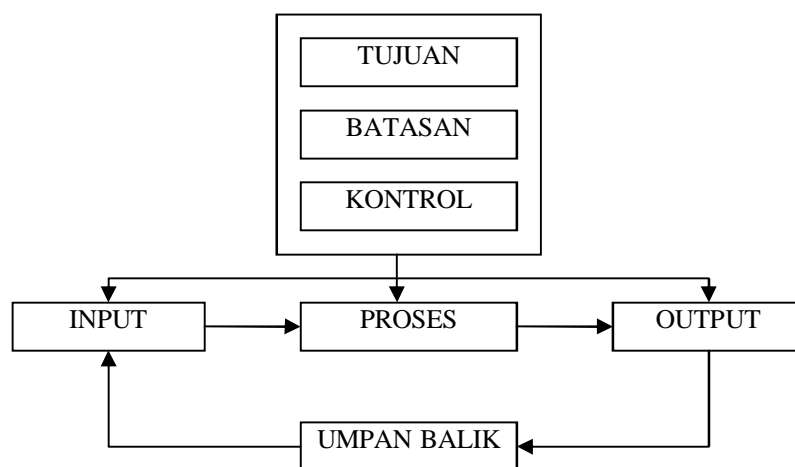 TUJUAN
BATASAN
KONTROL
INPUT
PROSES
OUTPUT
UMPAN BALIK